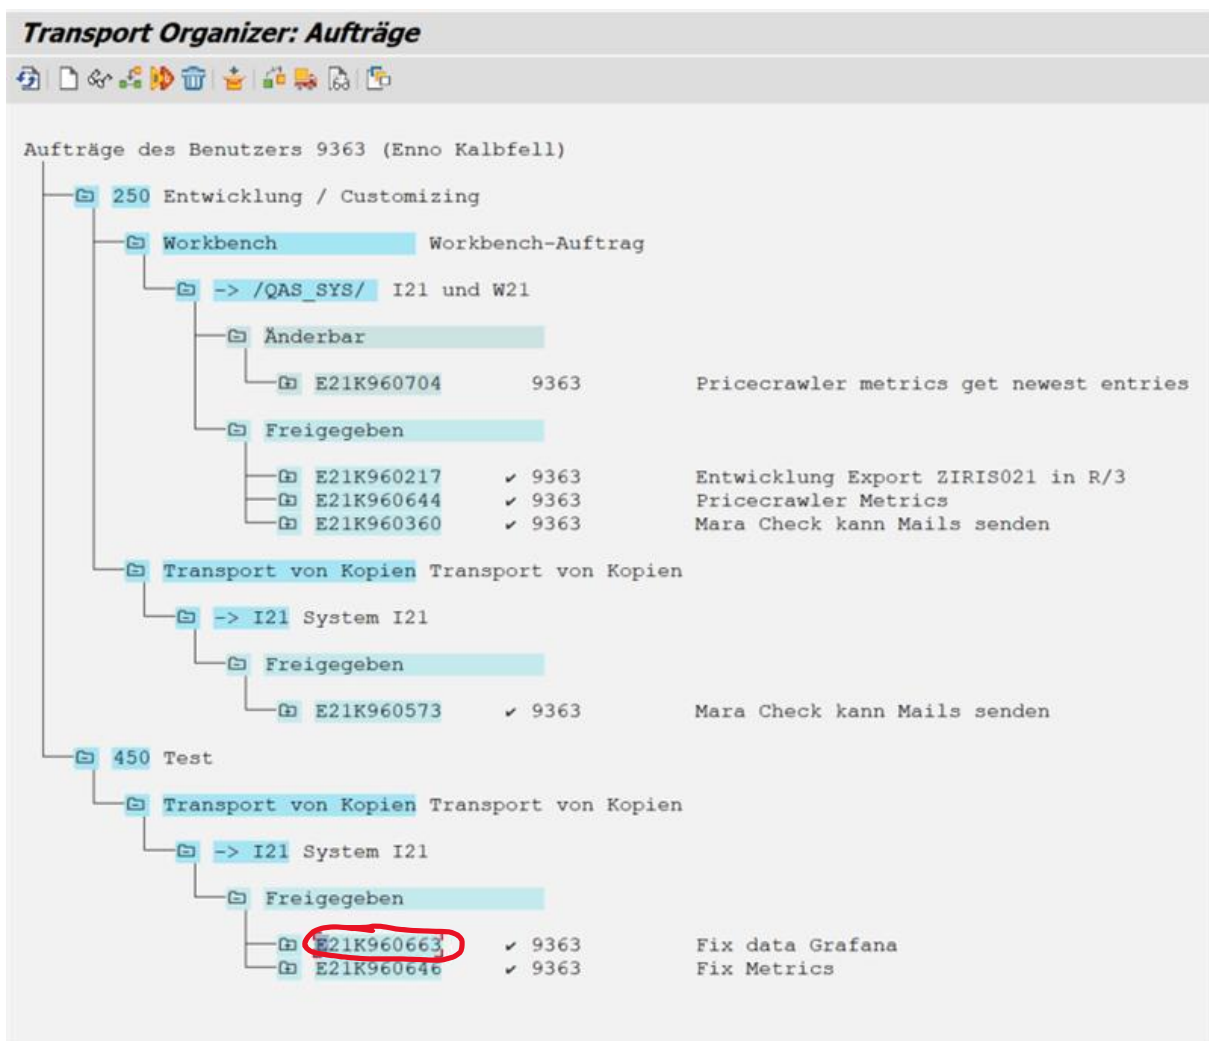 Transport Organizer: Aufträge
Aufträge des Benutzers 9363 (Enno Kalbfell)
250 Entwicklung / Customizing
Workbench Workbench-Auftrag
-> /QAS_SYS/ I21 und W21
Änderbar
E21K960704 9363 Pricecrawler metrics get newest entries
Freigegeben
E21K960217 ✔ 9363 Entwicklung Export ZIRIS021 in R/3
E21K960644 ✔ 9363 Pricecrawler Metrics
E21K960360 ✔ 9363 Mara Check kann Mails senden
Transport von Kopien Transport von Kopien
-> I21 System I21
Freigegeben
E21K960573 ✔ 9363 Mara Check kann Mails senden
450 Test
Transport von Kopien Transport von Kopien
-> I21 System I21
Freigegeben
E21K960663 ✔ 9363 Fix data Grafana
E21K960646 ✔ 9363 Fix Metrics